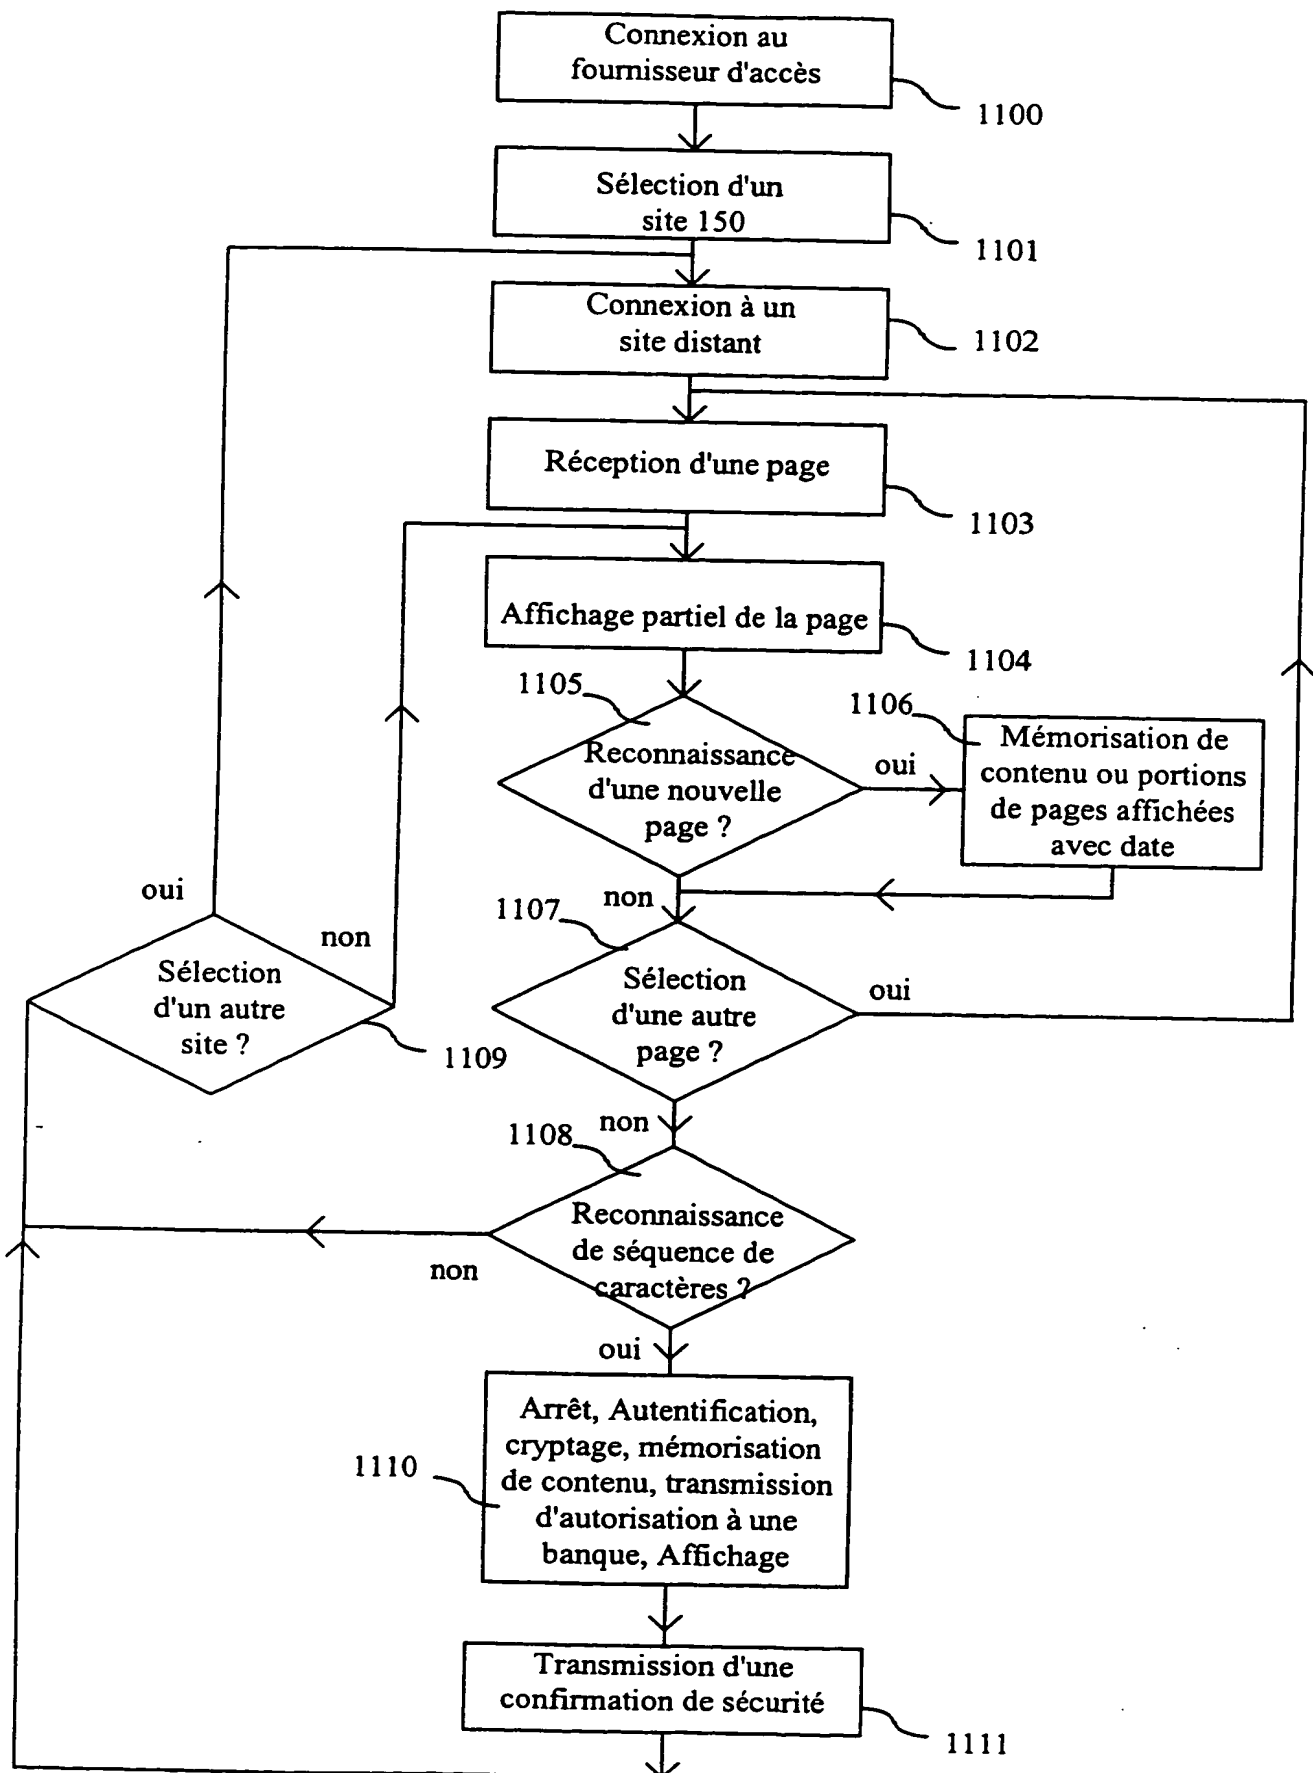 Connexion au
fournisseur d'accès
1100
Sélection d'un
site 150
1101
Connexion à un
site distant
1102
Réception d'une page
1103
Affichage partiel de la page
1104
1105
Reconnaissance
d'une nouvelle
page ?
oui
1106
Mémorisation de
contenu ou portions
de pages affichées
avec date
non
1107
Sélection
d'une autre
page ?
oui
oui
non
Sélection
d'un autre
site ?
1109
non
1108
Reconnaissance
de séquence de
caractères ?
non
oui
Arrêt, Autentification,
cryptage, mémorisation
de contenu, transmission
d'autorisation à une
banque, Affichage
1110
Transmission d'une
confirmation de sécurité
1111